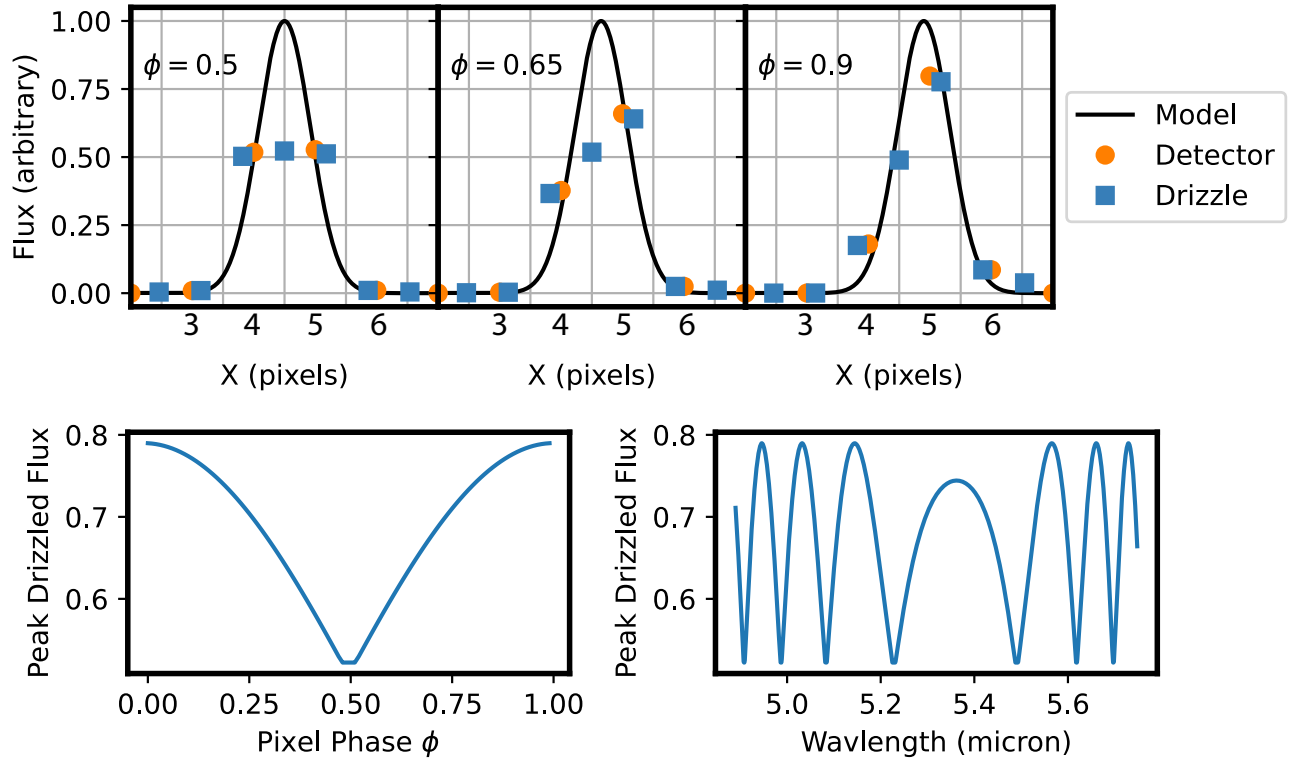 1.00
0.75
0.50
0.25
0.00
Flux (arbitrary)
ϕ = 0.5
ϕ = 0.65
ϕ = 0.9
3 4 5 6
3 4 5 6
3 4 5 6
X (pixels)
X (pixels)
X (pixels)
Model
Detector
Drizzle
0.8
0.7
0.6
Peak Drizzled Flux
0.00 0.25 0.50 0.75 1.00
Pixel Phase ϕ
0.8
0.7
0.6
Peak Drizzled Flux
5.0 5.2 5.4 5.6
Wavlength (micron)